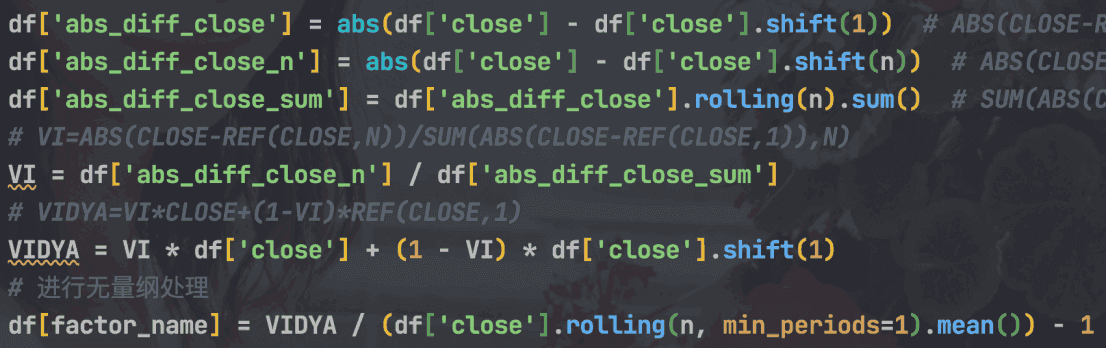 df['abs_diff_close'] = abs(df['close'] - df['close'].shift(1))  # ABS(CLOSE-R
df['abs_diff_close_n'] = abs(df['close'] - df['close'].shift(n))  # ABS(CLOSE
df['abs_diff_close_sum'] = df['abs_diff_close'].rolling(n).sum()  # SUM(ABS(C
# VI=ABS(CLOSE-REF(CLOSE,N))/SUM(ABS(CLOSE-REF(CLOSE,1)),N)
VI = df['abs_diff_close_n'] / df['abs_diff_close_sum']
# VIDYA=VI*CLOSE+(1-VI)*REF(CLOSE,1)
VIDYA = VI * df['close'] + (1 - VI) * df['close'].shift(1)
# 进行无量纲处理
df[factor_name] = VIDYA / (df['close'].rolling(n, min_periods=1).mean()) - 1